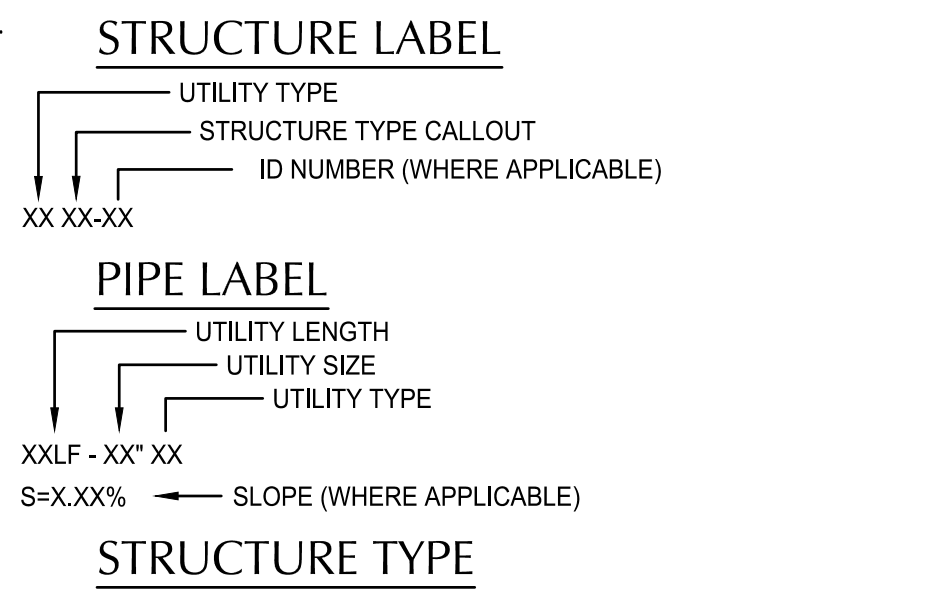 STRUCTURE LABEL
UTILITY TYPE
STRUCTURE TYPE CALLOUT
ID NUMBER (WHERE APPLICABLE)
XX XX-XX
PIPE LABEL
UTILITY LENGTH
UTILITY SIZE
UTILITY TYPE
XXLF - XX" XX
S=X.XX% SLOPE (WHERE APPLICABLE)
STRUCTURE TYPE